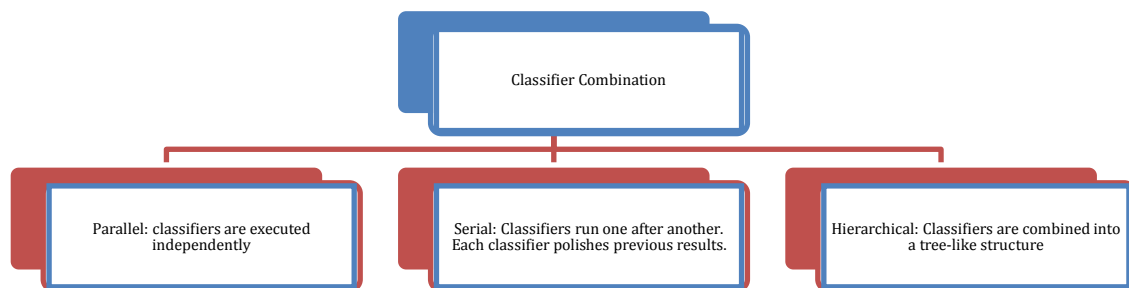 Classifier Combination
Parallel: classifiers are executed
independently
Serial: Classifiers run one after another.
Each classifier polishes previous results.
Hierarchical: Classifiers are combined into
a tree-like structure